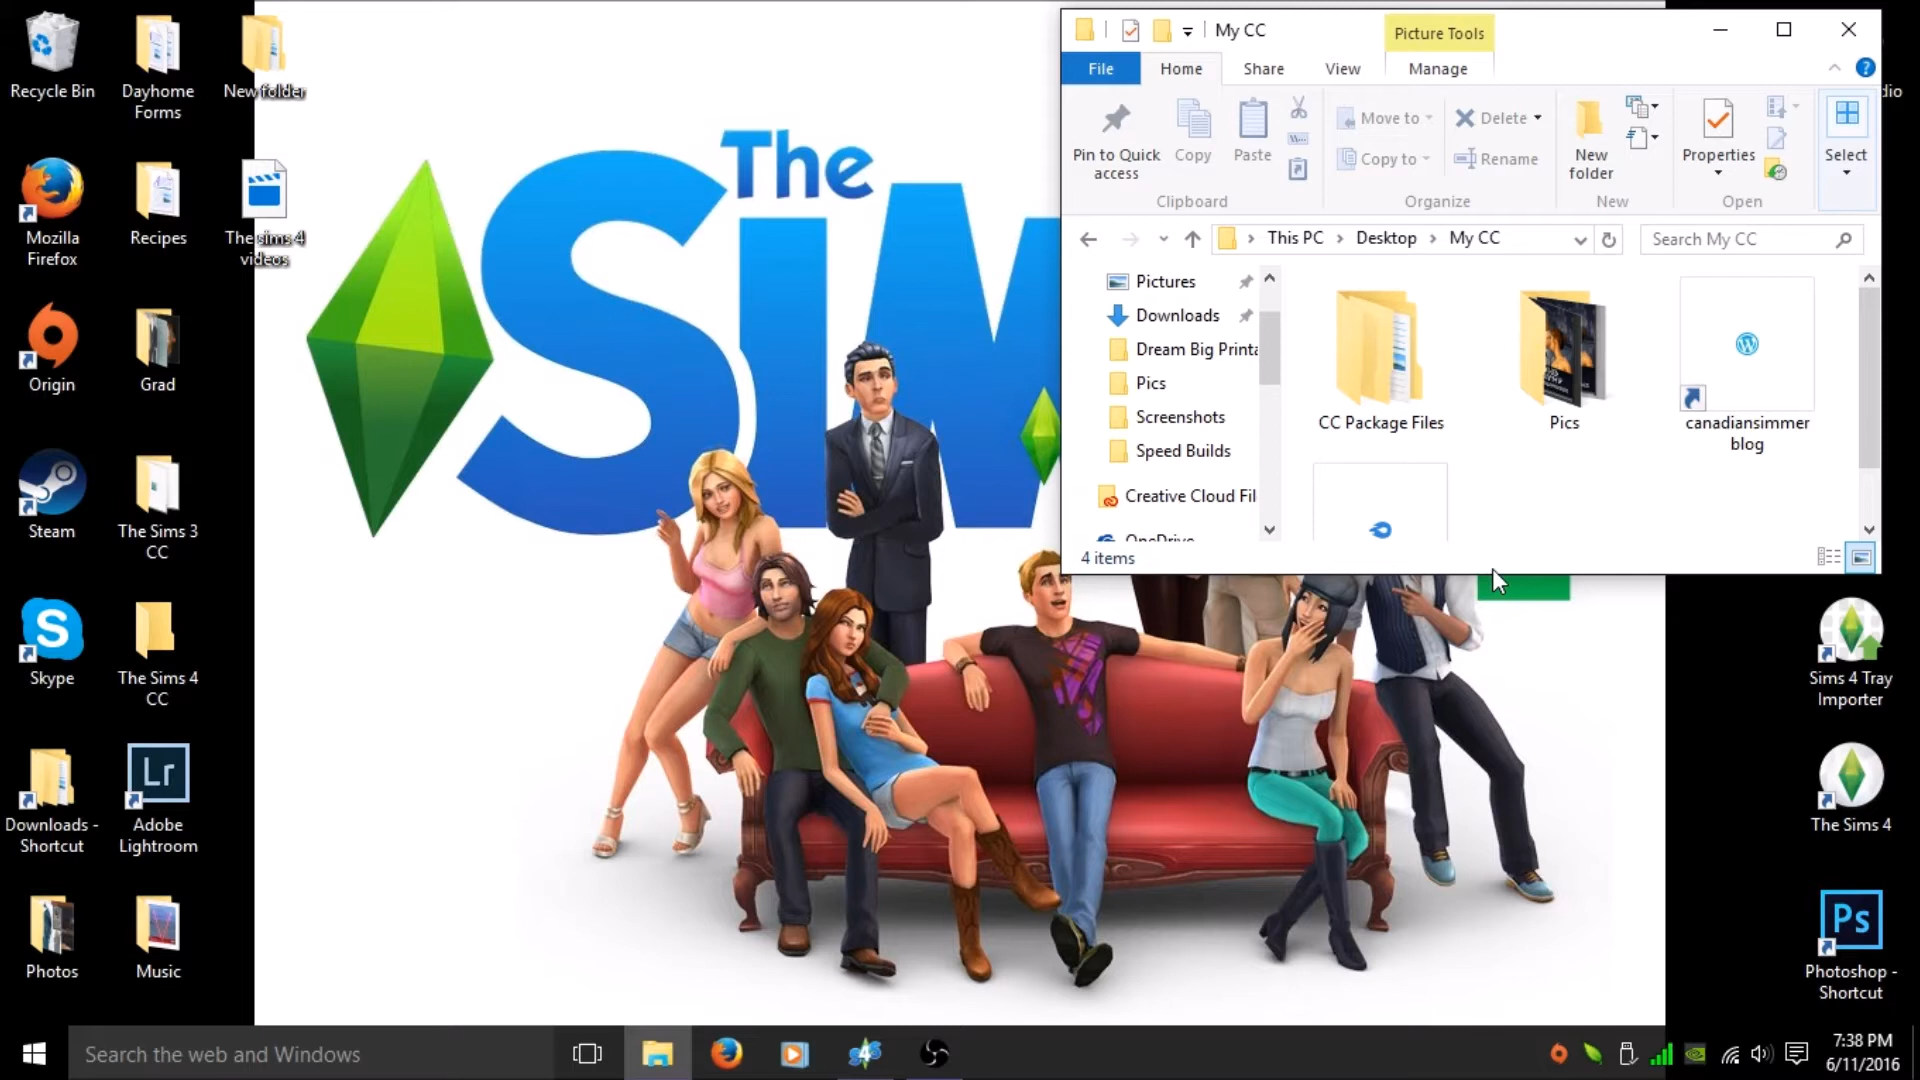 Recycle Bin
Dayhome
Forms
New folder
Mozilla
Firefox
Recipes
The sims 4
videos
Origin
Grad
Steam
The Sims 3
CC
Skype
The Sims 4
CC
Downloads -
Shortcut
Lr
Adobe
Lightroom
Photos
Music
The
SIM
My CC
Picture Tools
File
Home
Share
View
Manage
Pin to Quick
access
Copy
Paste
Move to
Copy to
Delete
Rename
New
folder
Properties
Select
Clipboard
Organize
New
Open
This PC
Desktop
My CC
Search My CC
Pictures
Downloads
Dream Big Printa
Pics
Screenshots
Speed Builds
Creative Cloud Fil
OneDrive
CC Package Files
Pics
canadiansimmer
blog
4 items
dio
Sims 4 Tray
Importer
The Sims 4
Ps
Photoshop -
Shortcut
Search the web and Windows
7:38 PM
6/11/2016